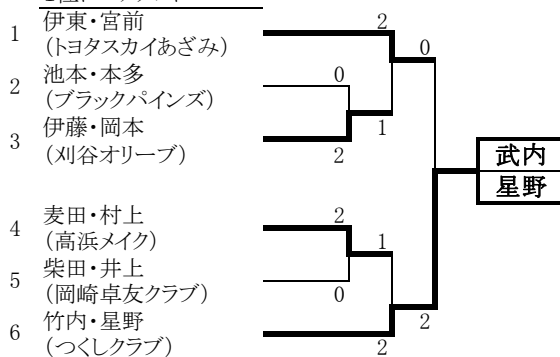 1 伊東・宮前
(トヨタスカイあざみ)
2 池本・本多
(ブラックパインズ)
3 伊藤・岡本
(刈谷オリーブ)
4 麦田・村上
(高浜メイク)
5 柴田・井上
(岡崎卓友クラブ)
6 竹内・星野
(つくしクラブ)
2
0
0
1
2
武内
星野
2
1
0
2
2